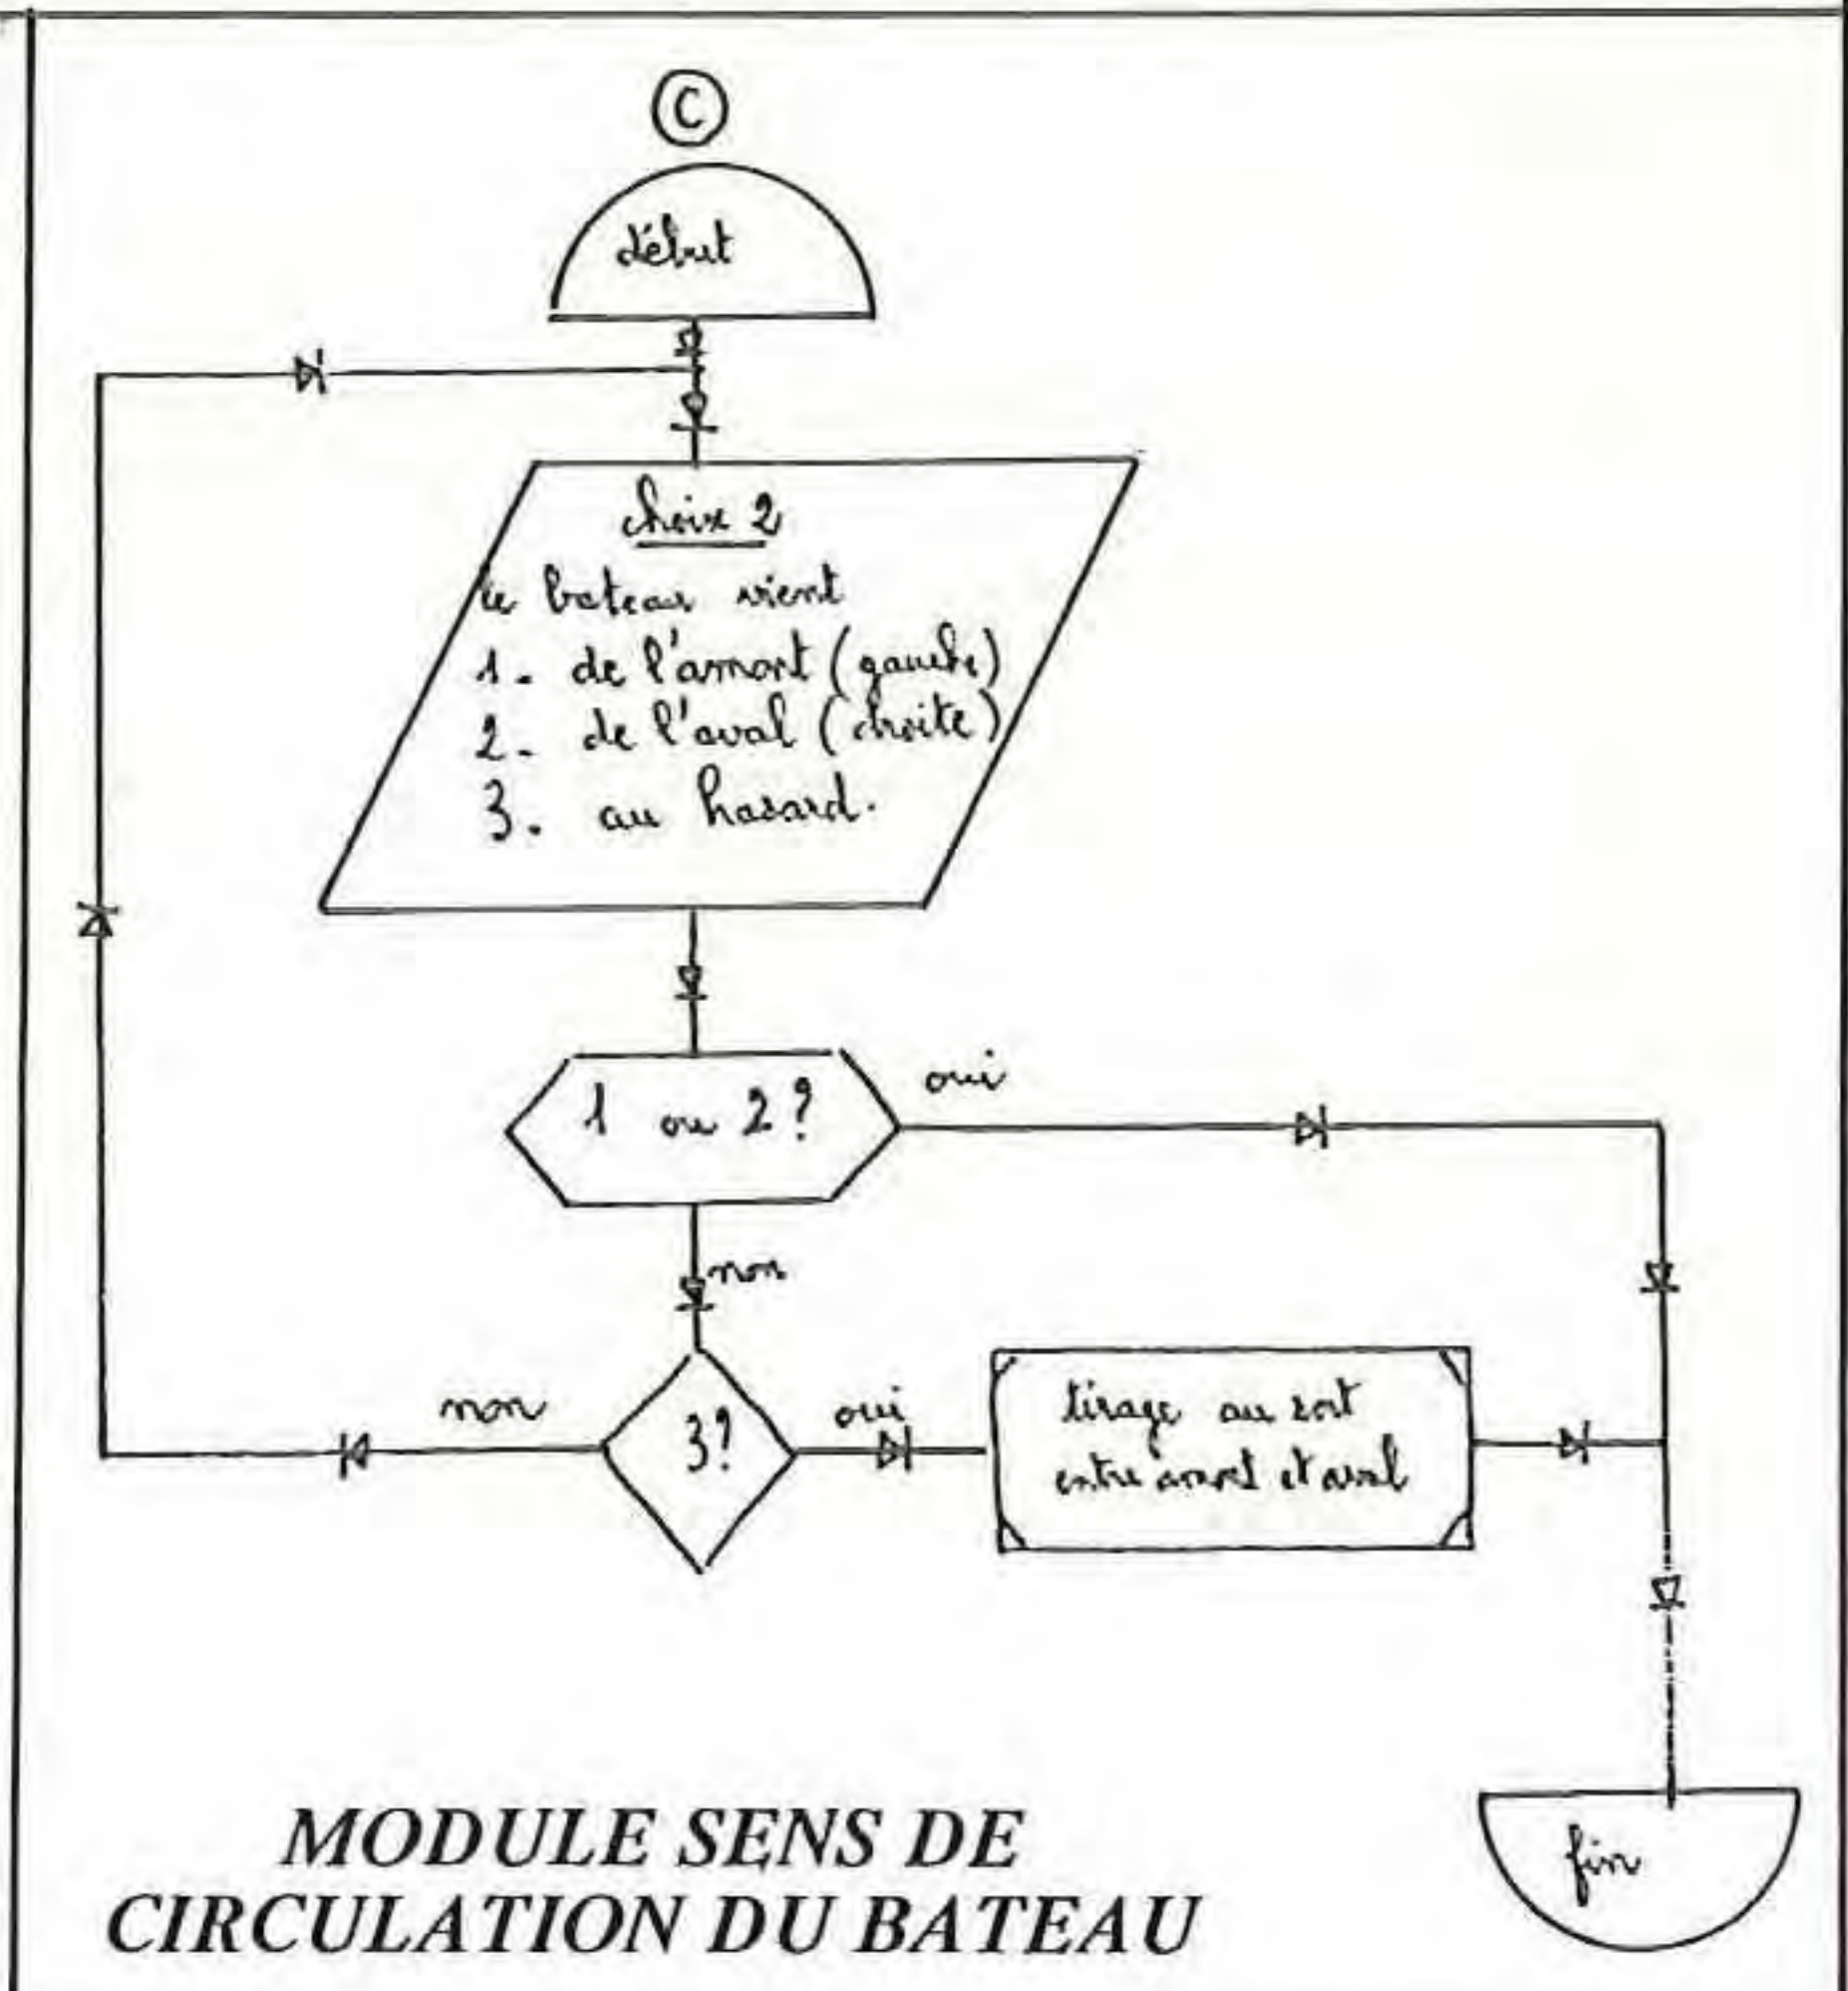 C
début
choix 2
le bateau vient
1. de l'amont (gauche)
2. de l'aval (droite)
3. au hasard.
1 ou 2?
oui
non
non
3?
oui
tirage au sort
entre amont et aval
fin
MODULE SENS DE
CIRCULATION DU BATEAU